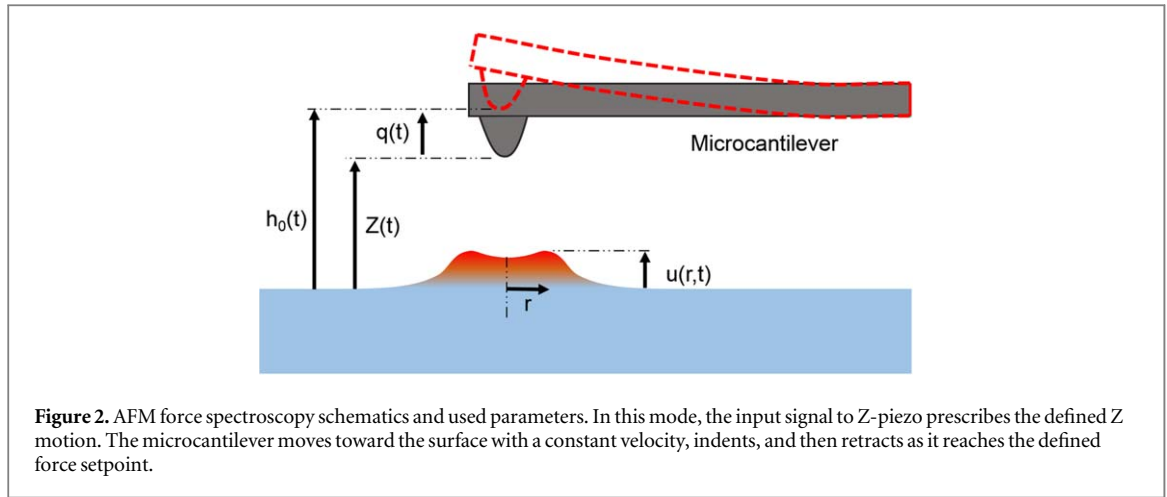 q(t)
Microcantilever
h₀(t)
Z(t)
u(r,t)
r
Figure 2. AFM force spectroscopy schematics and used parameters. In this mode, the input signal to Z-piezo prescribes the defined Z
motion. The microcantilever moves toward the surface with a constant velocity, indents, and then retracts as it reaches the defined
force setpoint.